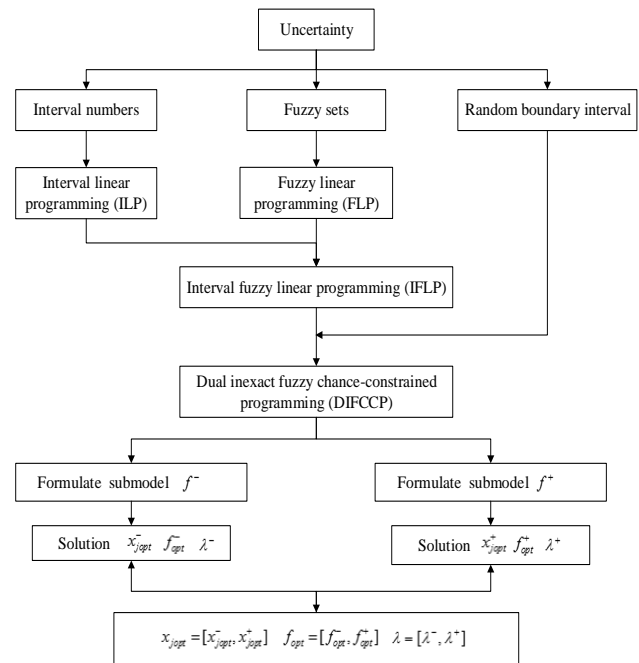 Uncertainty
Interval numbers
Fuzzy sets
Random boundary interval
Interval linear
programming (ILP)
Fuzzy linear
programming (FLP)
Interval fuzzy linear programming (IFLP)
Dual inexact fuzzy chance-constrained
programming (DIFCCP)
Formulate submodel f⁻
Formulate submodel f⁺
Solution x⁻jopt f⁻opt λ⁻
Solution x⁺jopt f⁺opt λ⁺
xjopt = [x⁻jopt, x⁺jopt] fopt = [f⁻opt, f⁺opt] λ = [λ⁻, λ⁺]